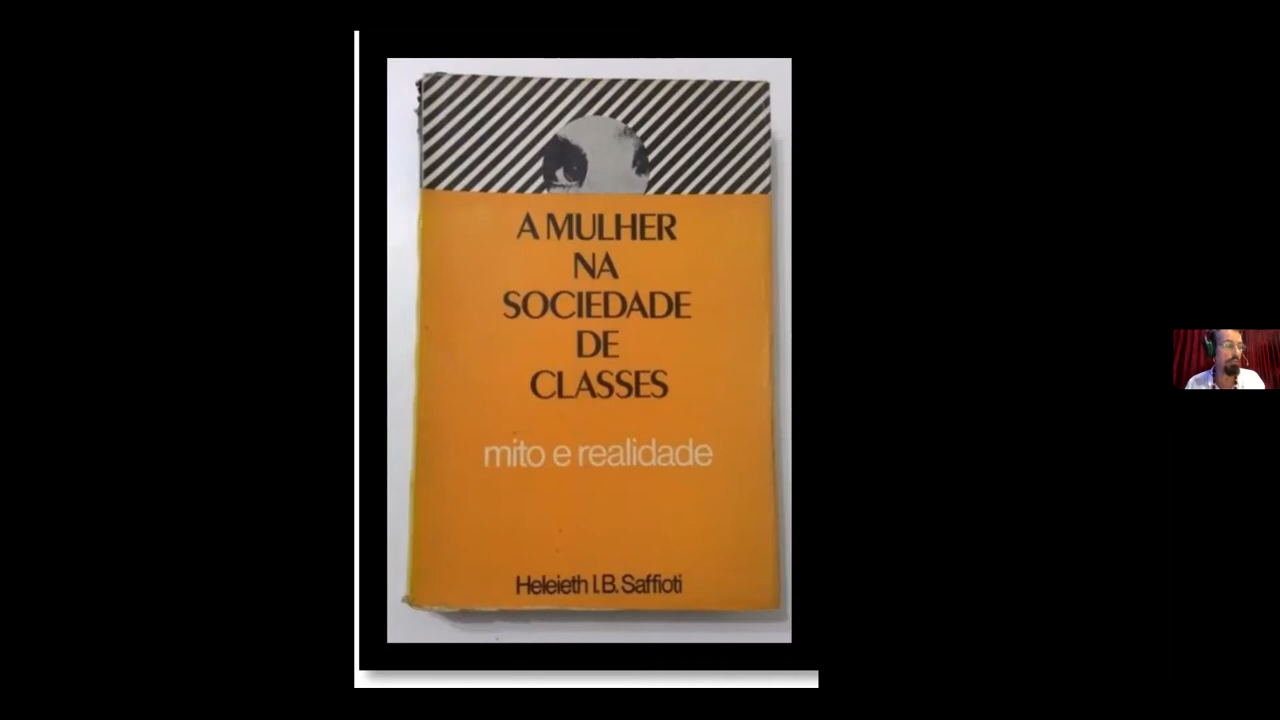 A MULHER
NA
SOCIEDADE
DE
CLASSES
mito e realidade
Heleieth I.B. Saffioti